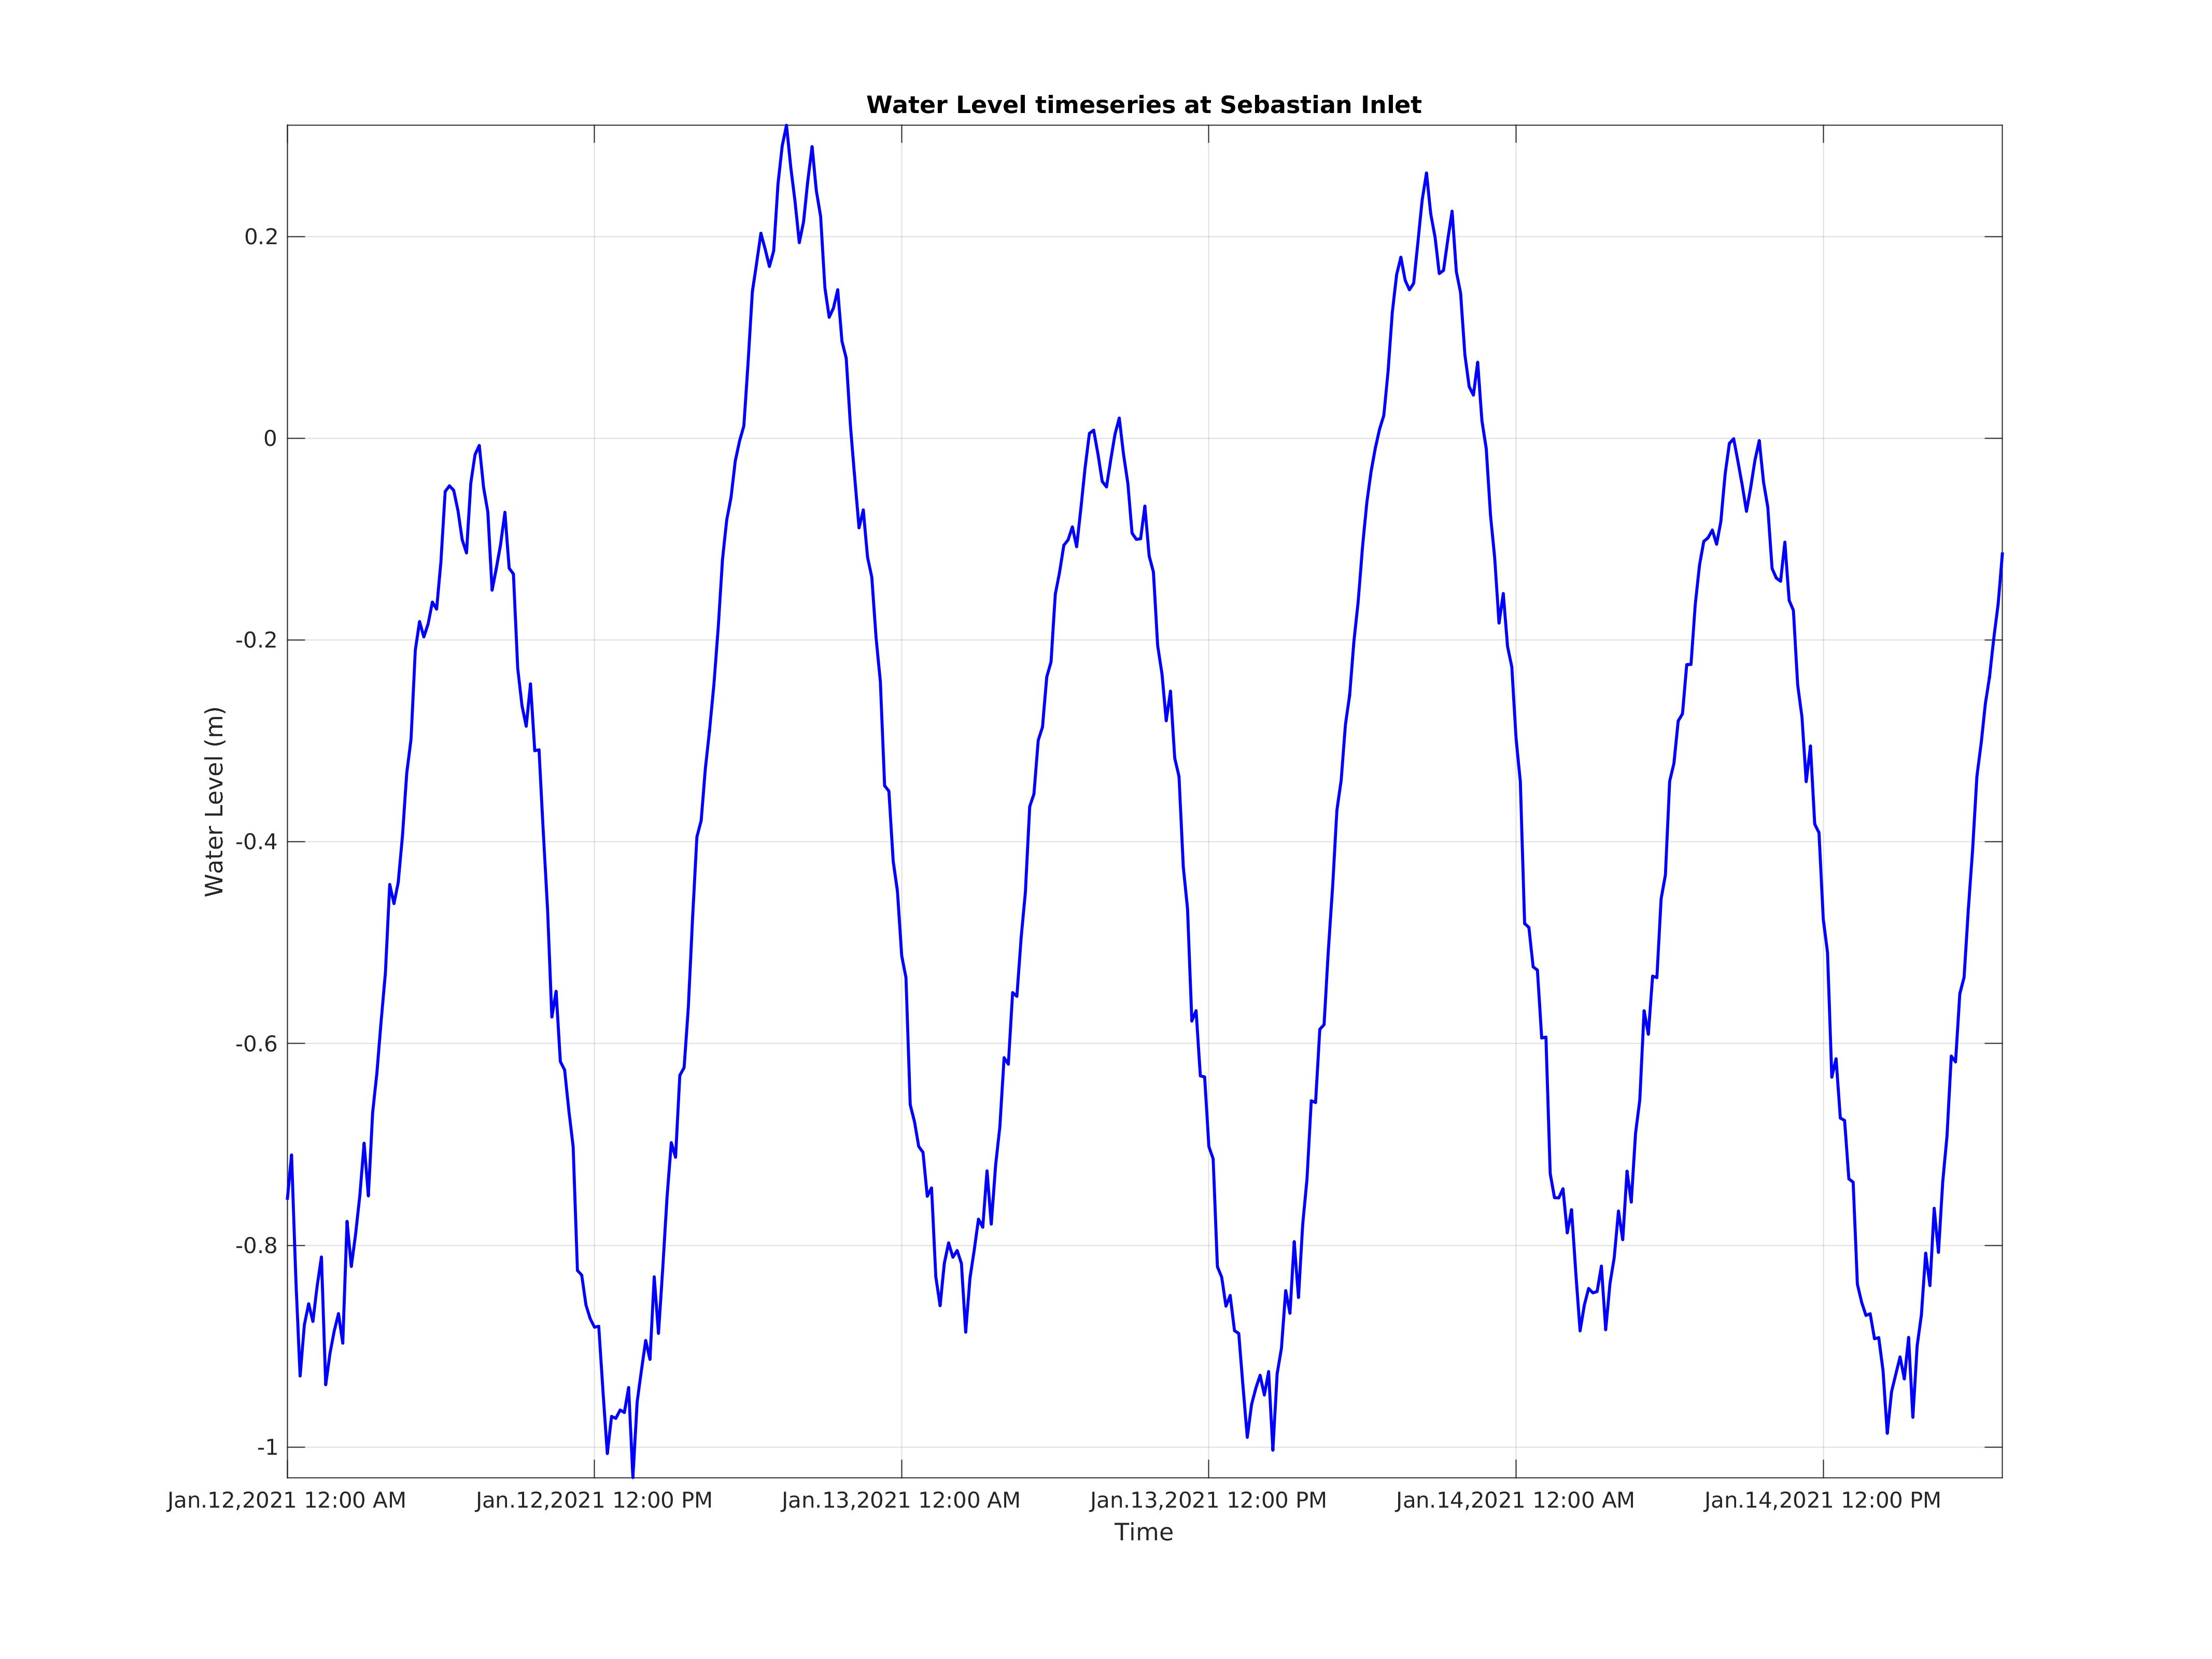 Water Level timeseries at Sebastian Inlet
0.2
0
-0.2
-0.4
-0.6
-0.8
-1
Water Level (m)
Jan.12,2021 12:00 AM
Jan.12,2021 12:00 PM
Jan.13,2021 12:00 AM
Jan.13,2021 12:00 PM
Jan.14,2021 12:00 AM
Jan.14,2021 12:00 PM
Time